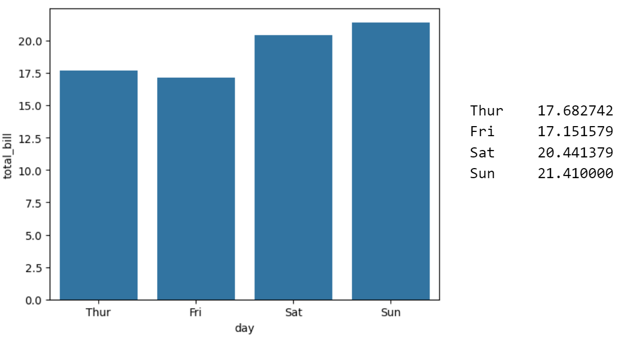 20.0
17.5
15.0
12.5
10.0
7.5
5.0
2.5
0.0
total_bill
Thur Fri Sat Sun
day
Thur 17.682742
Fri 17.151579
Sat 20.441379
Sun 21.410000